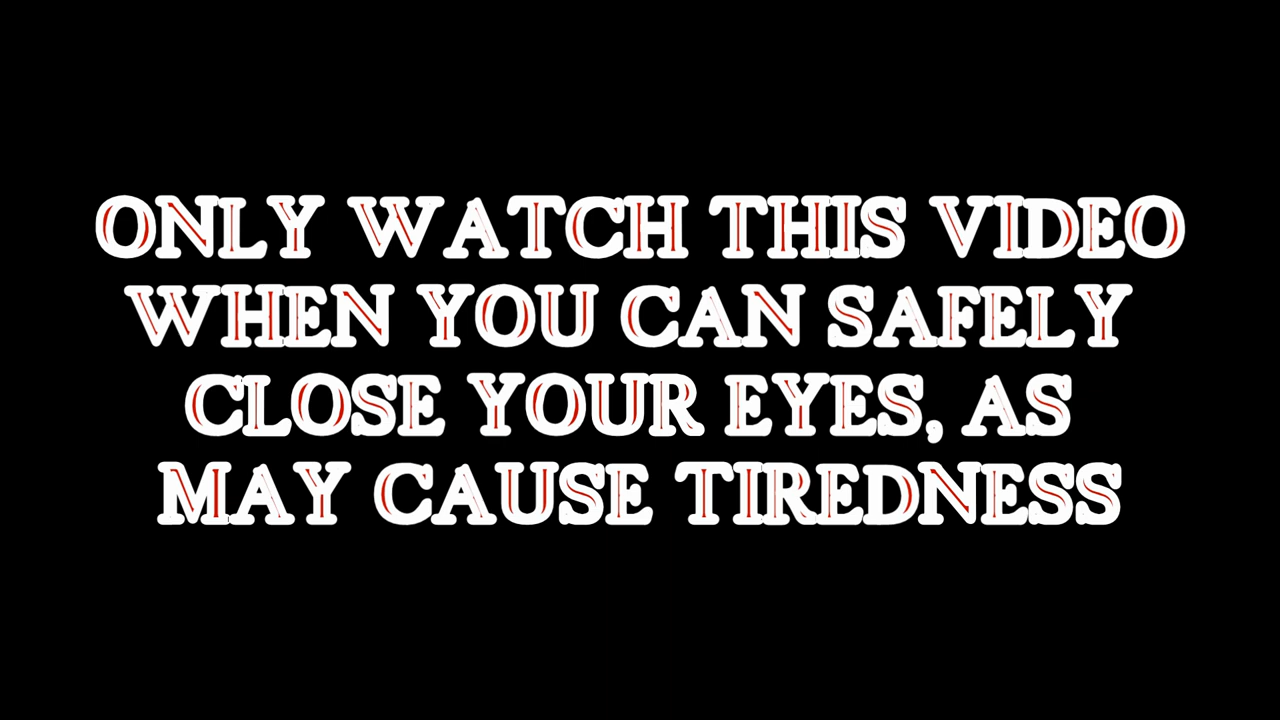 ONLY WATCH THIS VIDEO
WHEN YOU CAN SAFELY
CLOSE YOUR EYES, AS
MAY CAUSE TIREDNESS